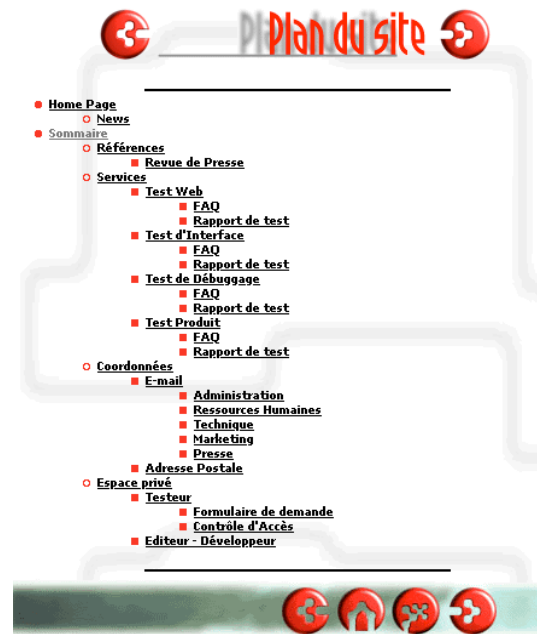 Plan du site
Home Page
News
Sommaire
Références
Revue de Presse
Services
Test Web
FAQ
Rapport de test
Test d'Interface
FAQ
Rapport de test
Test de Débuggage
FAQ
Rapport de test
Test Produit
FAQ
Rapport de test
Coordonnées
E-mail
Administration
Ressources Humaines
Technique
Marketing
Presse
Adresse Postale
Espace privé
Testeur
Formulaire de demande
Contrôle d'Accès
Editeur - Développeur